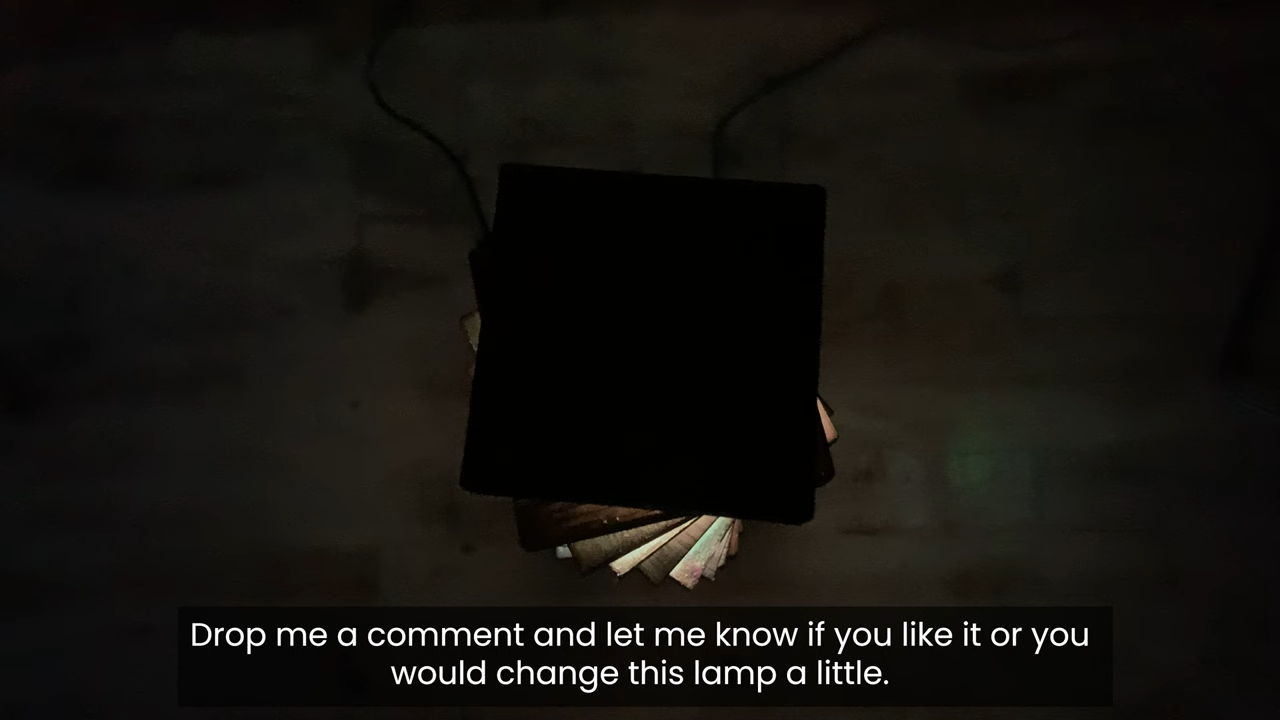 Drop me a comment and let me know if you like it or you
would change this lamp a little.